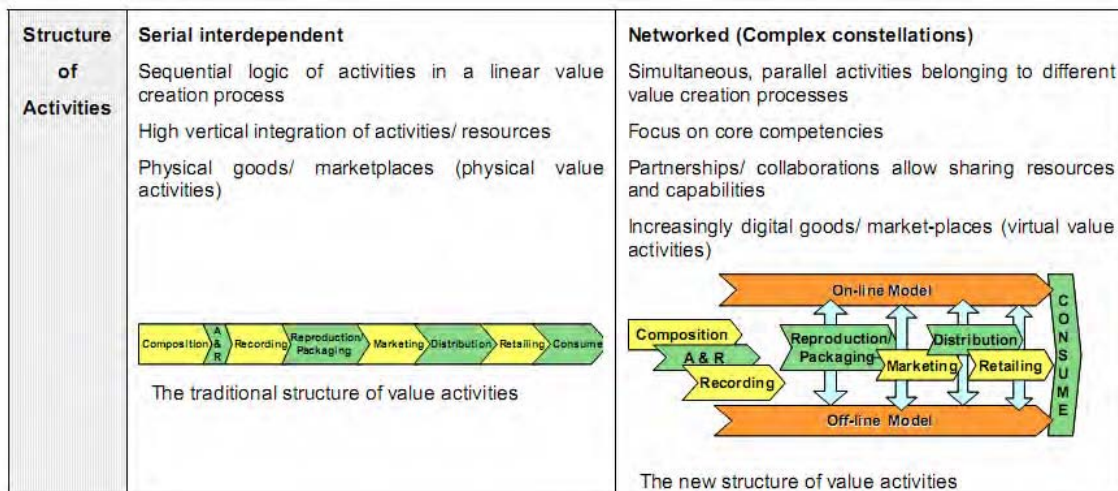 Structure
of
Activities
Serial interdependent
Sequential logic of activities in a linear value
creation process
High vertical integration of activities/ resources
Physical goods/ marketplaces (physical value
activities)
Composition
A
&
R
Recording
Reproduction/
Packaging
Marketing
Distribution
Retailing
Consume
The traditional structure of value activities
Networked (Complex constellations)
Simultaneous, parallel activities belonging to different
value creation processes
Focus on core competencies
Partnerships/ collaborations allow sharing resources
and capabilities
Increasingly digital goods/ market-places (virtual value
activities)
On-line Model
Composition
A & R
Recording
Reproduction/
Packaging
Distribution
Marketing
Retailing
Off-line Model
C
O
N
S
U
M
E
The new structure of value activities